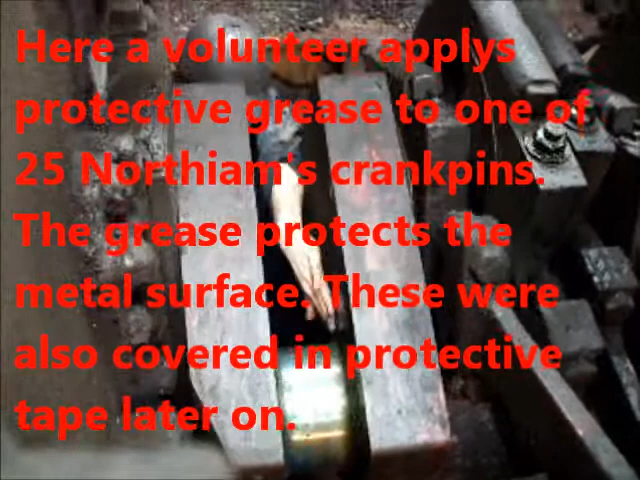 Here a volunteer applys
protective grease to one of
25 Northiam's crankpins.
The grease protects the
metal surface. These were
also covered in protective
tape later on.